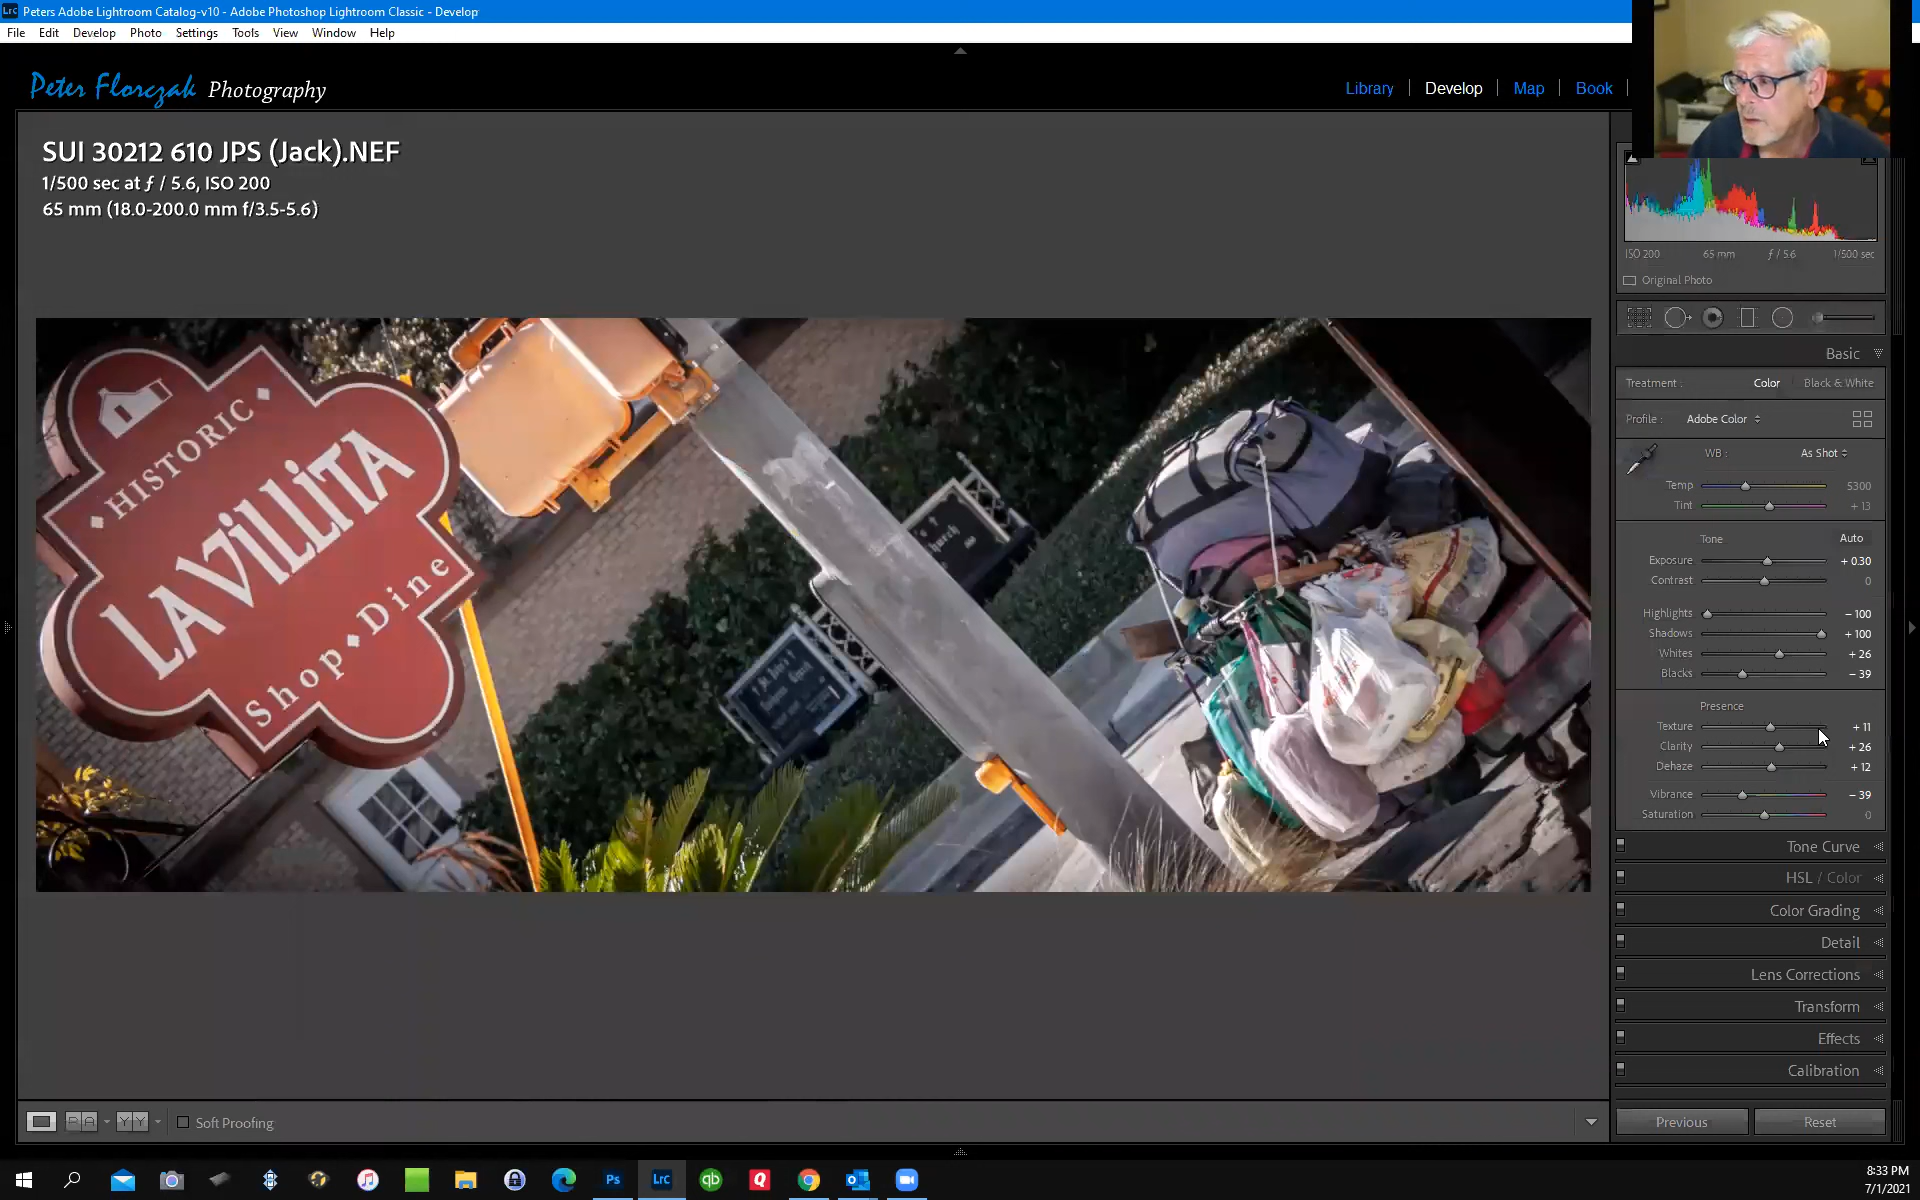 Peters Adobe Lightroom Catalog-v10 - Adobe Photoshop Lightroom Classic - Develop
File Edit Develop Photo Settings Tools View Window Help
Peter Florczak Photography
Library Develop Map Book
SUI 30212 610 JPS (Jack).NEF
1/500 sec at ƒ / 5.6, ISO 200
65 mm (18.0-200.0 mm f/3.5-5.6)
ISO 200 65 mm ƒ / 5.6 1/500 sec
Original Photo
Basic
Treatment : Color Black & White
Profile : Adobe Color
WB : As Shot
Temp 5300
Tint + 13
Tone Auto
Exposure + 0.30
Contrast 0
Highlights – 100
Shadows + 100
Whites + 26
Blacks – 39
Presence
Texture + 11
Clarity + 26
Dehaze + 12
Vibrance – 39
Saturation 0
Tone Curve
HSL / Color
Color Grading
Detail
Lens Corrections
Transform
Effects
Calibration
Previous Reset
HISTORIC
LAVILLITA
Shop Dine
Church
Soft Proofing
Ps LrC qb Q
8:33 PM
7/1/2021